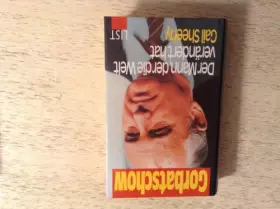 Gorbatschow
Der Mann, der die Welt
verändert hat
Gail Sheehy
LIST